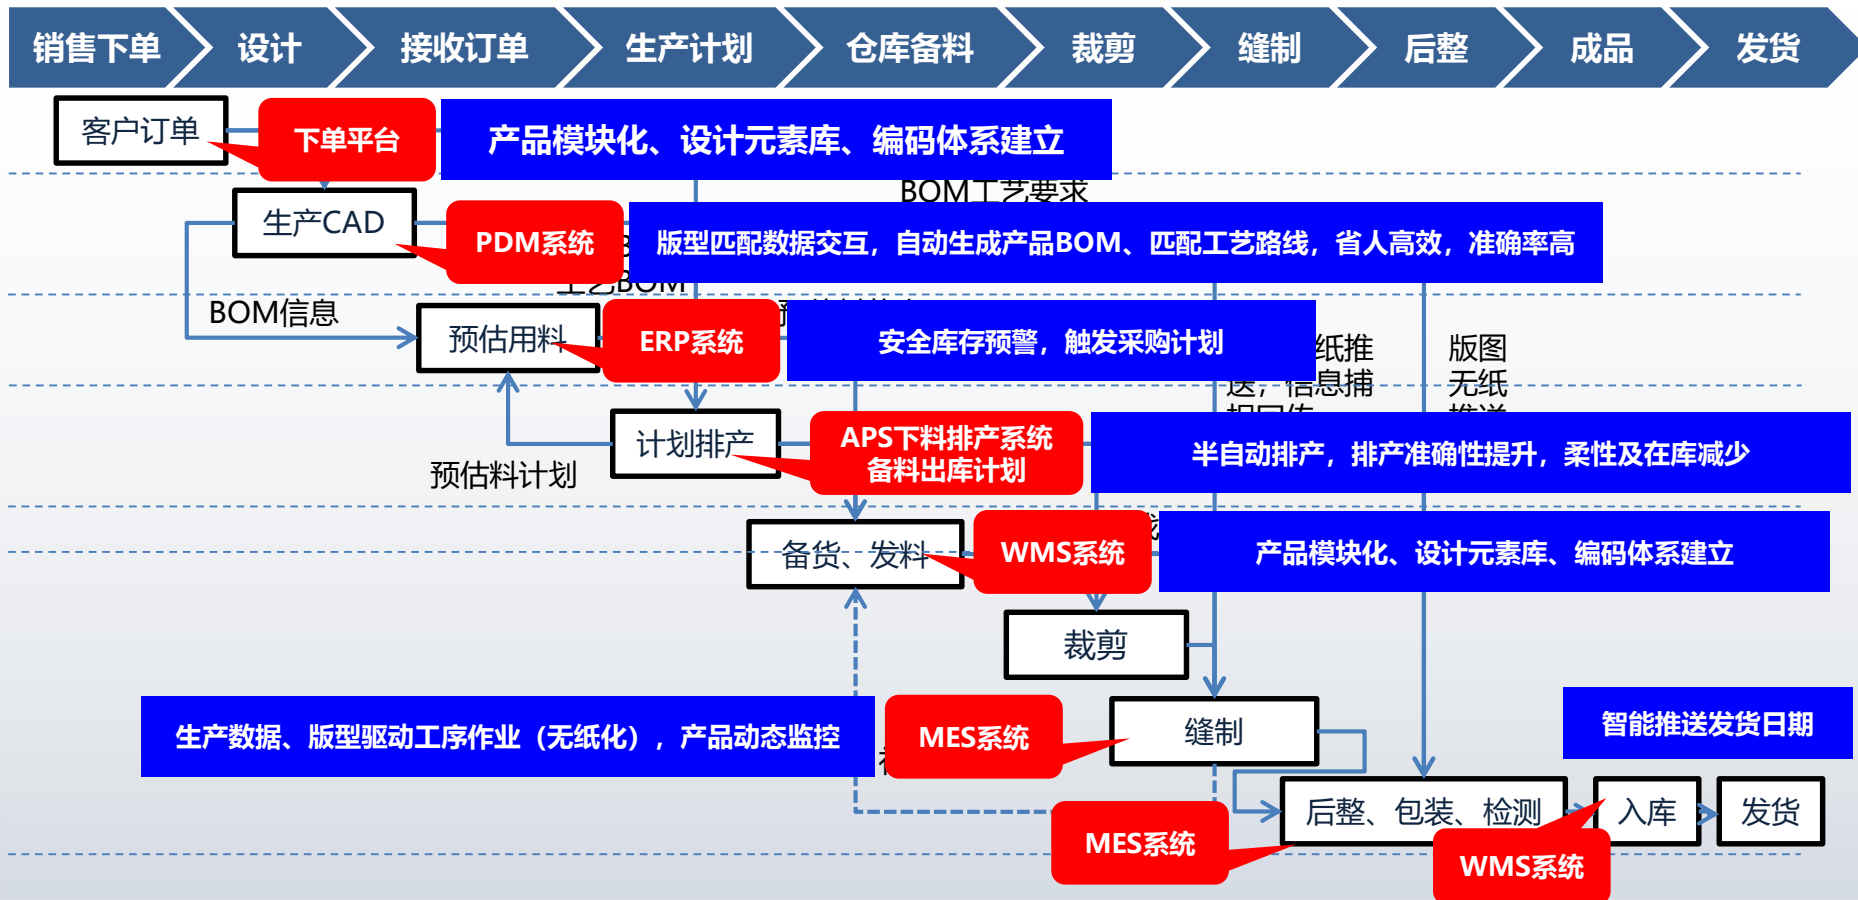 销售下单
设计
接收订单
生产计划
仓库备料
裁剪
缝制
后整
成品
发货
客户订单
下单平台
产品模块化、设计元素库、编码体系建立
BOM工艺要求
生产CAD
PDM系统
版型匹配数据交互，自动生成产品BOM、匹配工艺路线，省人高效，准确率高
工艺BOM
BOM信息
预估用料
ERP系统
安全库存预警，触发采购计划
纸推
送，信息捕
版图
无纸
推送
计划排产
APS下料排产系统
备料出库计划
半自动排产，排产准确性提升，柔性及在库减少
预估料计划
备货、发料
WMS系统
产品模块化、设计元素库、编码体系建立
裁剪
生产数据、版型驱动工序作业（无纸化），产品动态监控
MES系统
缝制
智能推送发货日期
后整、包装、检测
入库
发货
MES系统
WMS系统